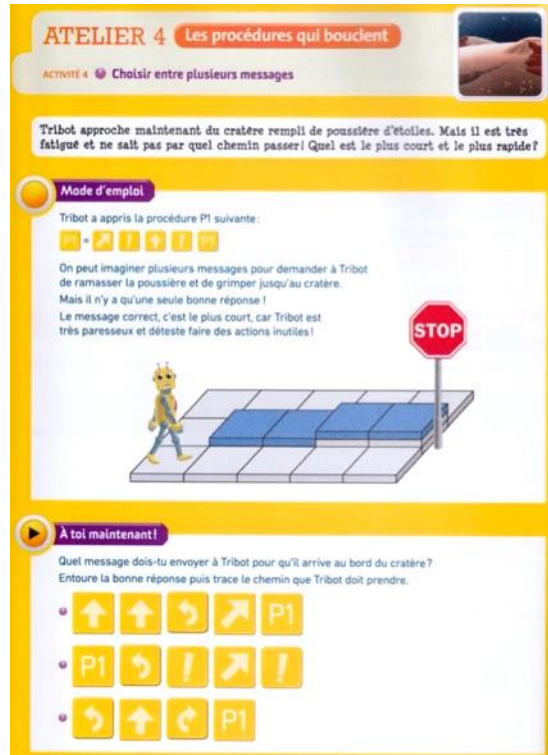 ATELIER 4 Les procédures qui bouclent
ACTIVITÉ 4 Choisir entre plusieurs messages
Tribot approche maintenant du cratère rempli de poussière d'étoiles. Mais il est très
fatigué et ne sait pas par quel chemin passer! Quel est le plus court et le plus rapide?
Mode d'emploi
Tribot a appris la procédure P1 suivante :
P1 = ! ! P1
On peut imaginer plusieurs messages pour demander à Tribot
de ramasser la poussière et de grimper jusqu'au cratère.
Mais il n'y a qu'une seule bonne réponse !
Le message correct, c'est le plus court, car Tribot est
très paresseux et déteste faire des actions inutiles !
STOP
À toi maintenant!
Quel message dois-tu envoyer à Tribot pour qu'il arrive au bord du cratère ?
Entoure la bonne réponse puis trace le chemin que Tribot doit prendre.
P1
P1 ! !
P1